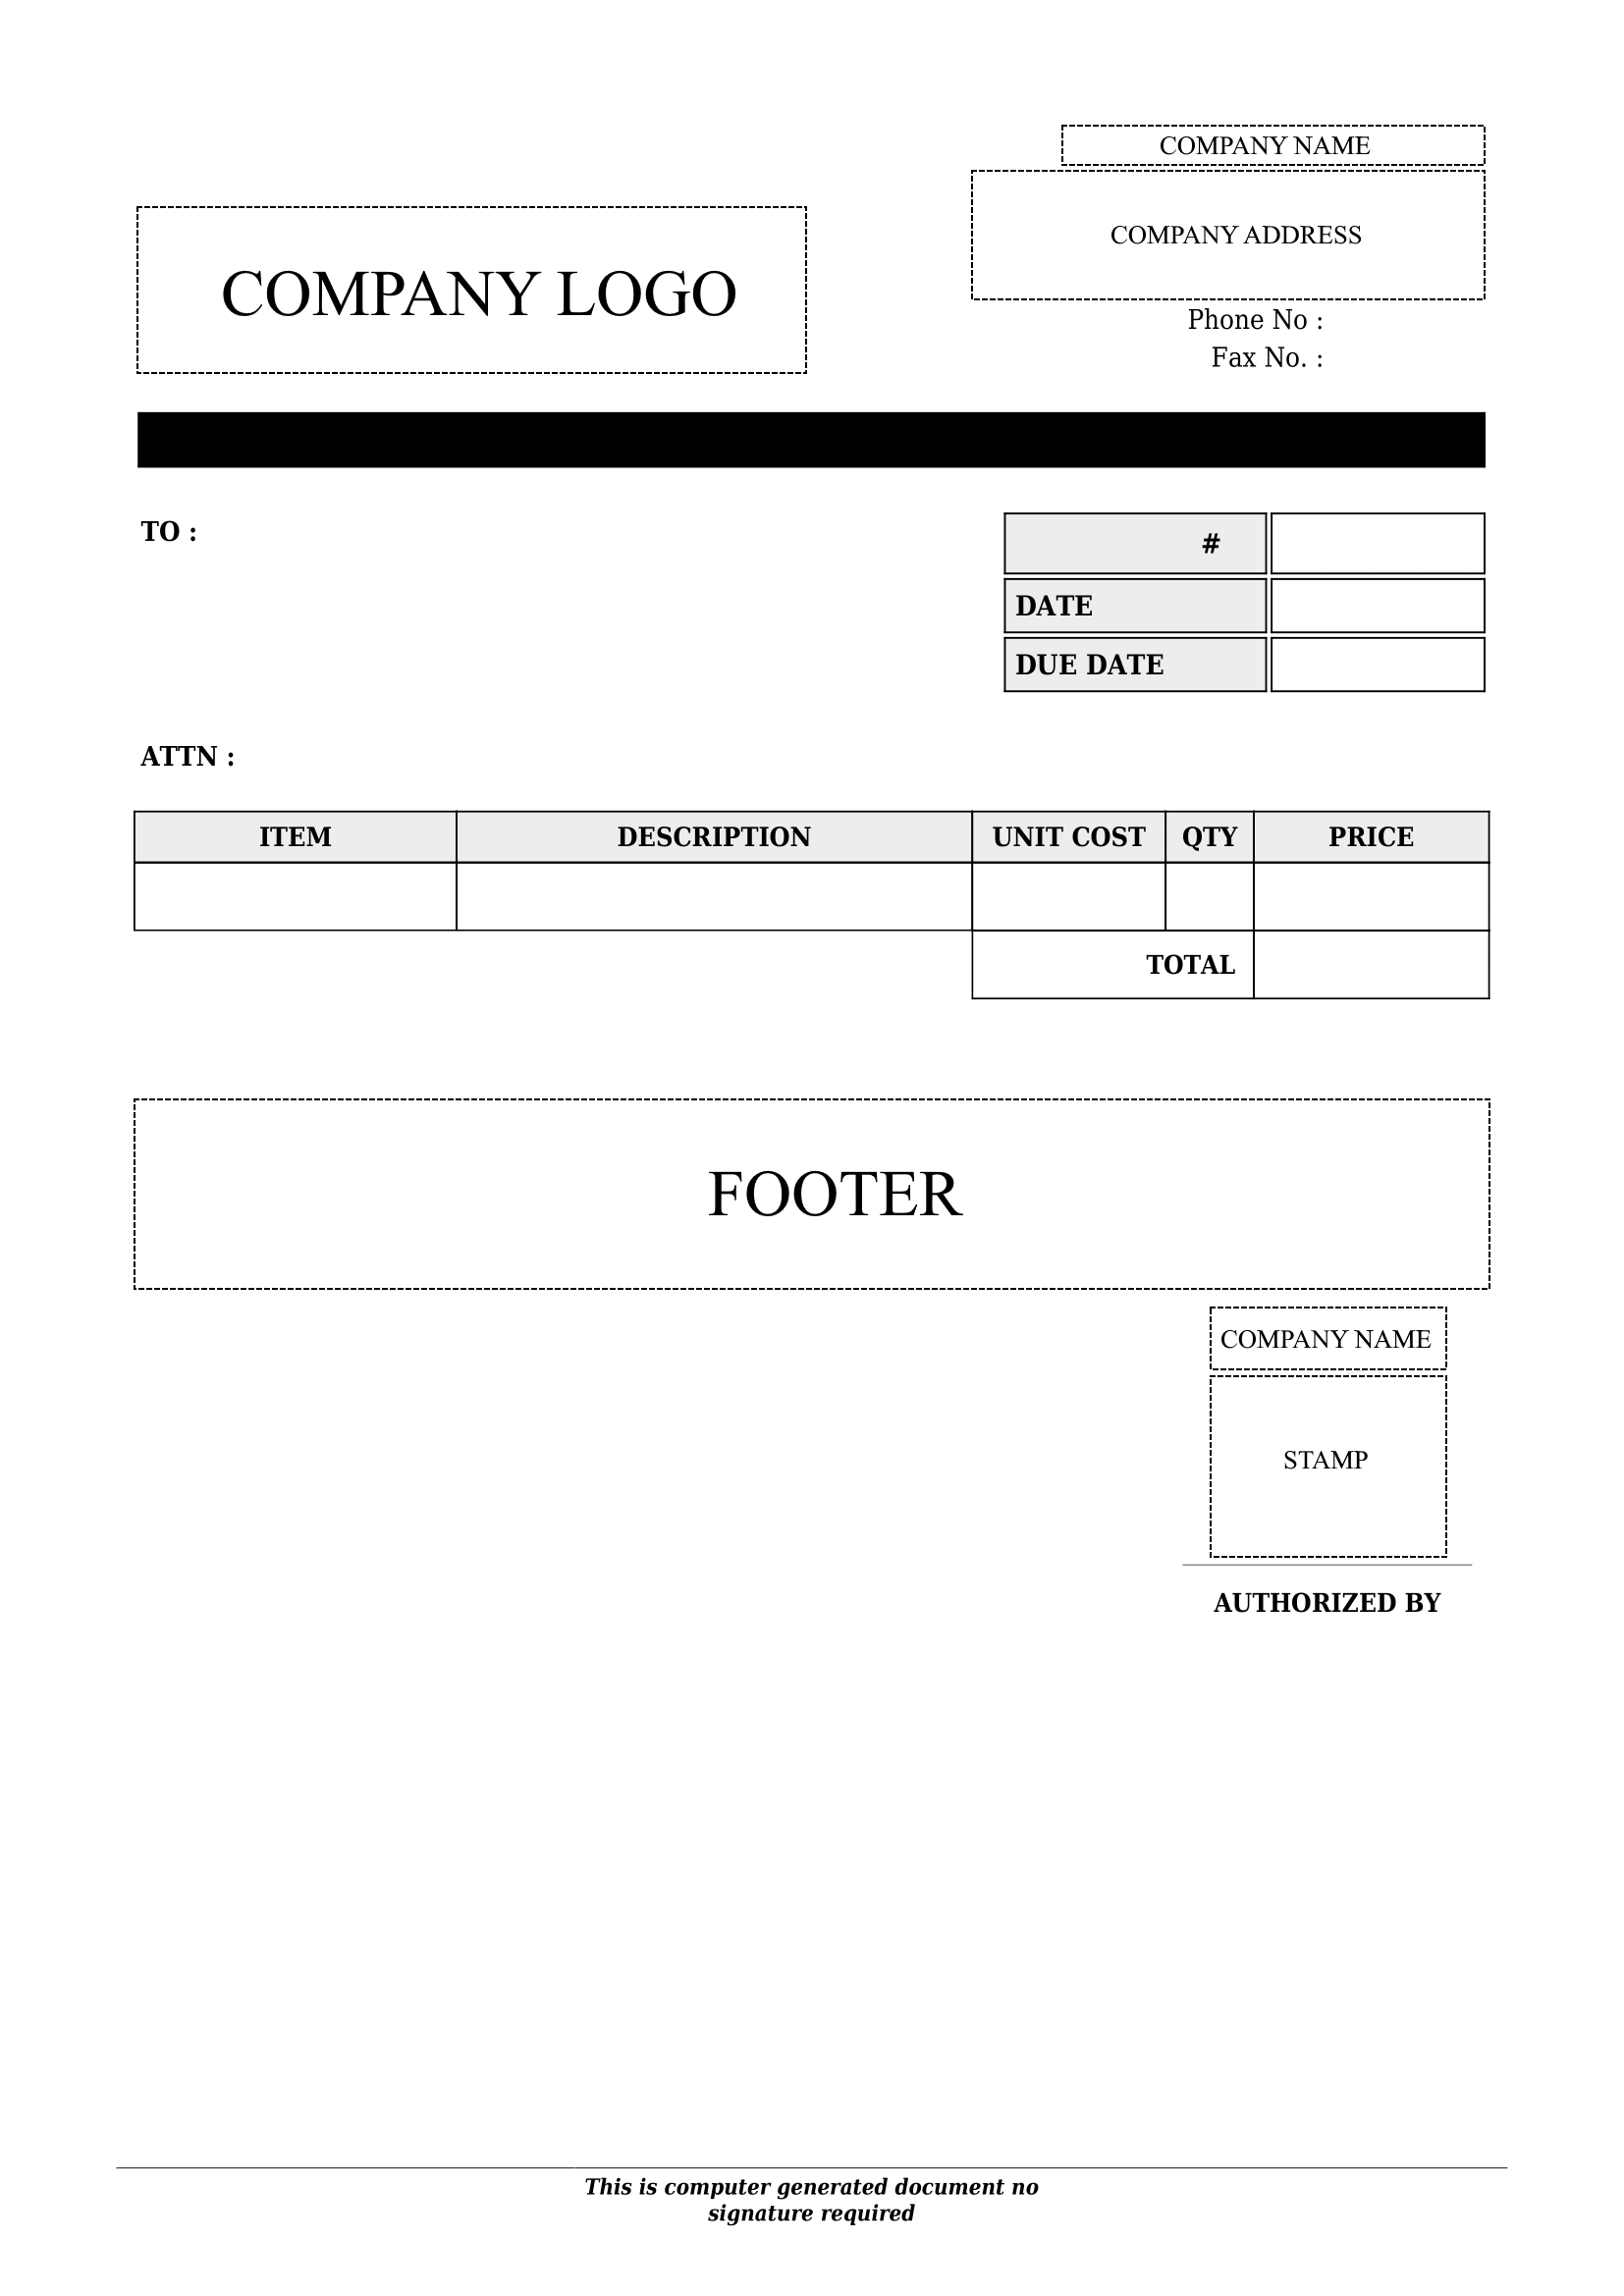 COMPANY NAME
COMPANY ADDRESS
COMPANY LOGO
Phone No :
Fax No. :
TO :
#
DATE
DUE DATE
ATTN :
ITEM DESCRIPTION UNIT COST QTY PRICE
TOTAL
FOOTER
COMPANY NAME
STAMP
AUTHORIZED BY
This is computer generated document no
signature required